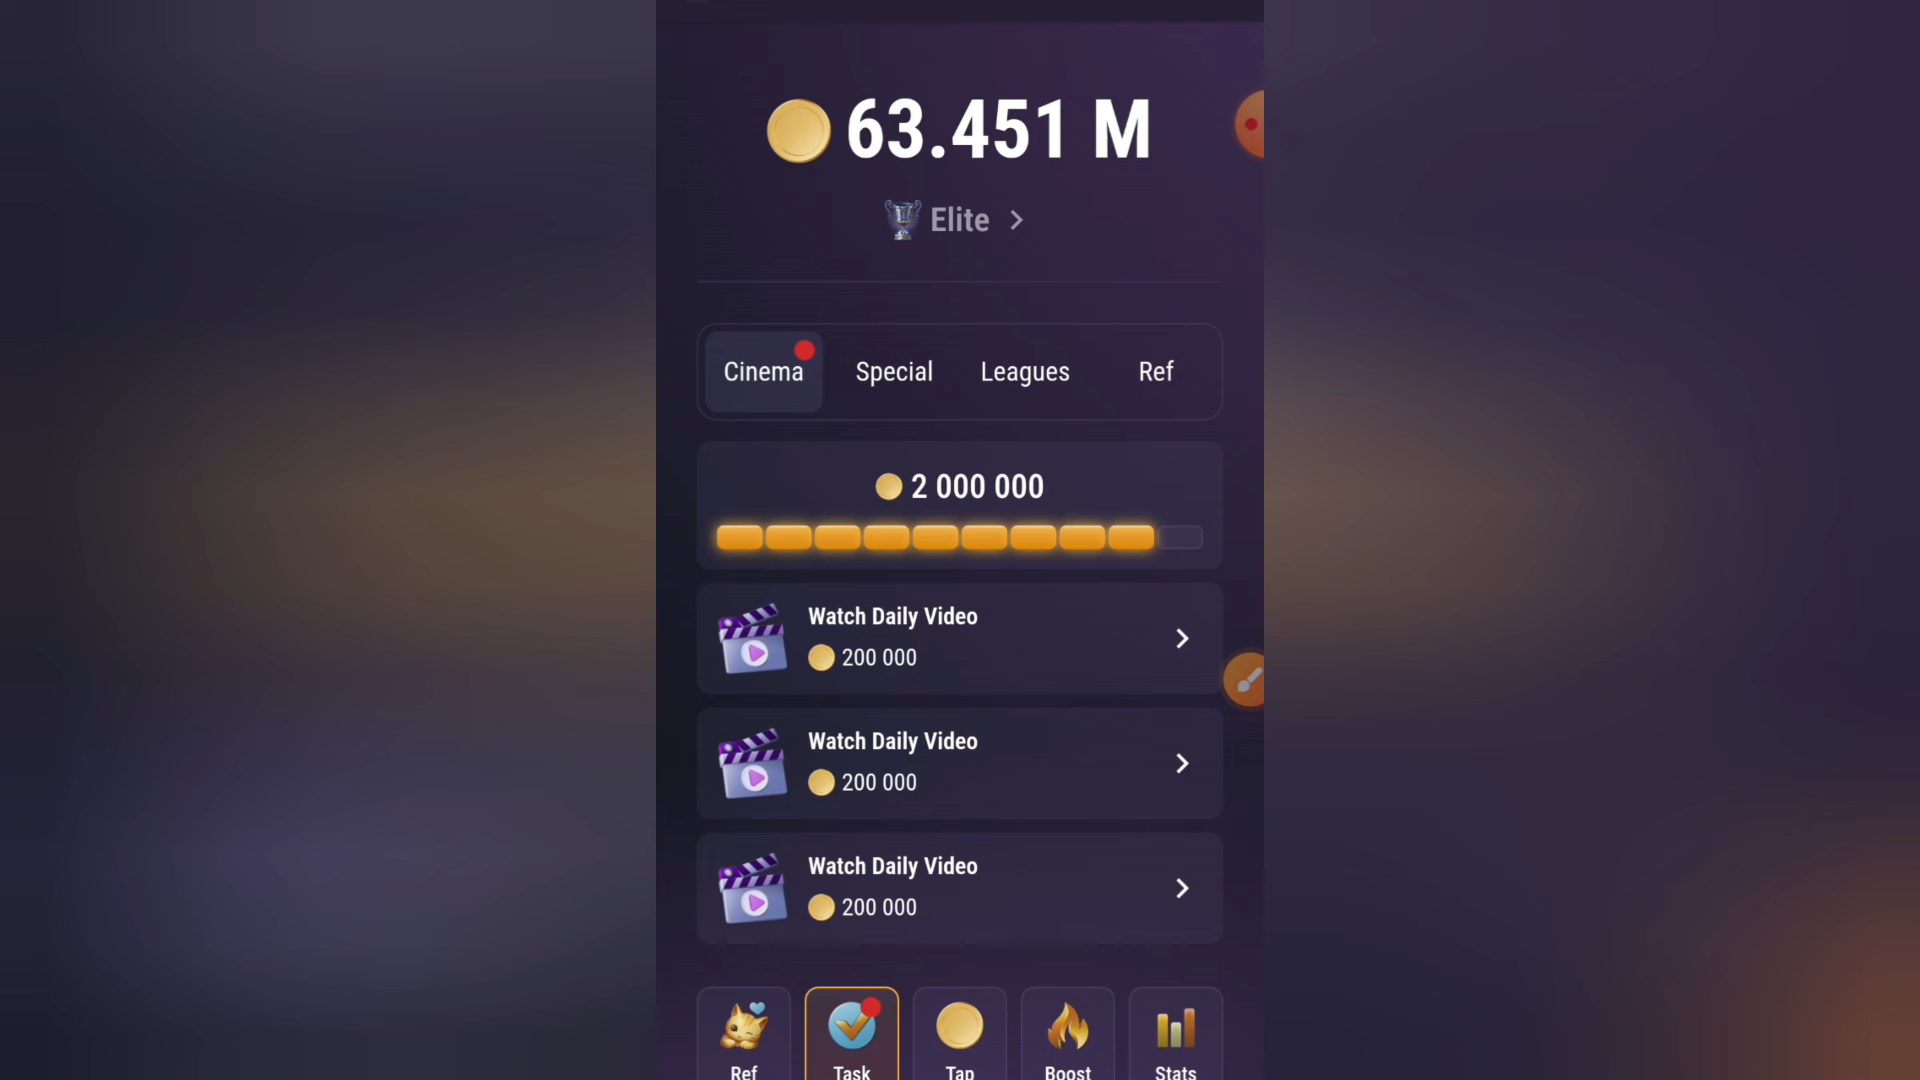 63.451 M
Elite
Cinema Special Leagues Ref
2 000 000
Watch Daily Video
200 000
Watch Daily Video
200 000
Watch Daily Video
200 000
Ref Task Tap Boost Stats